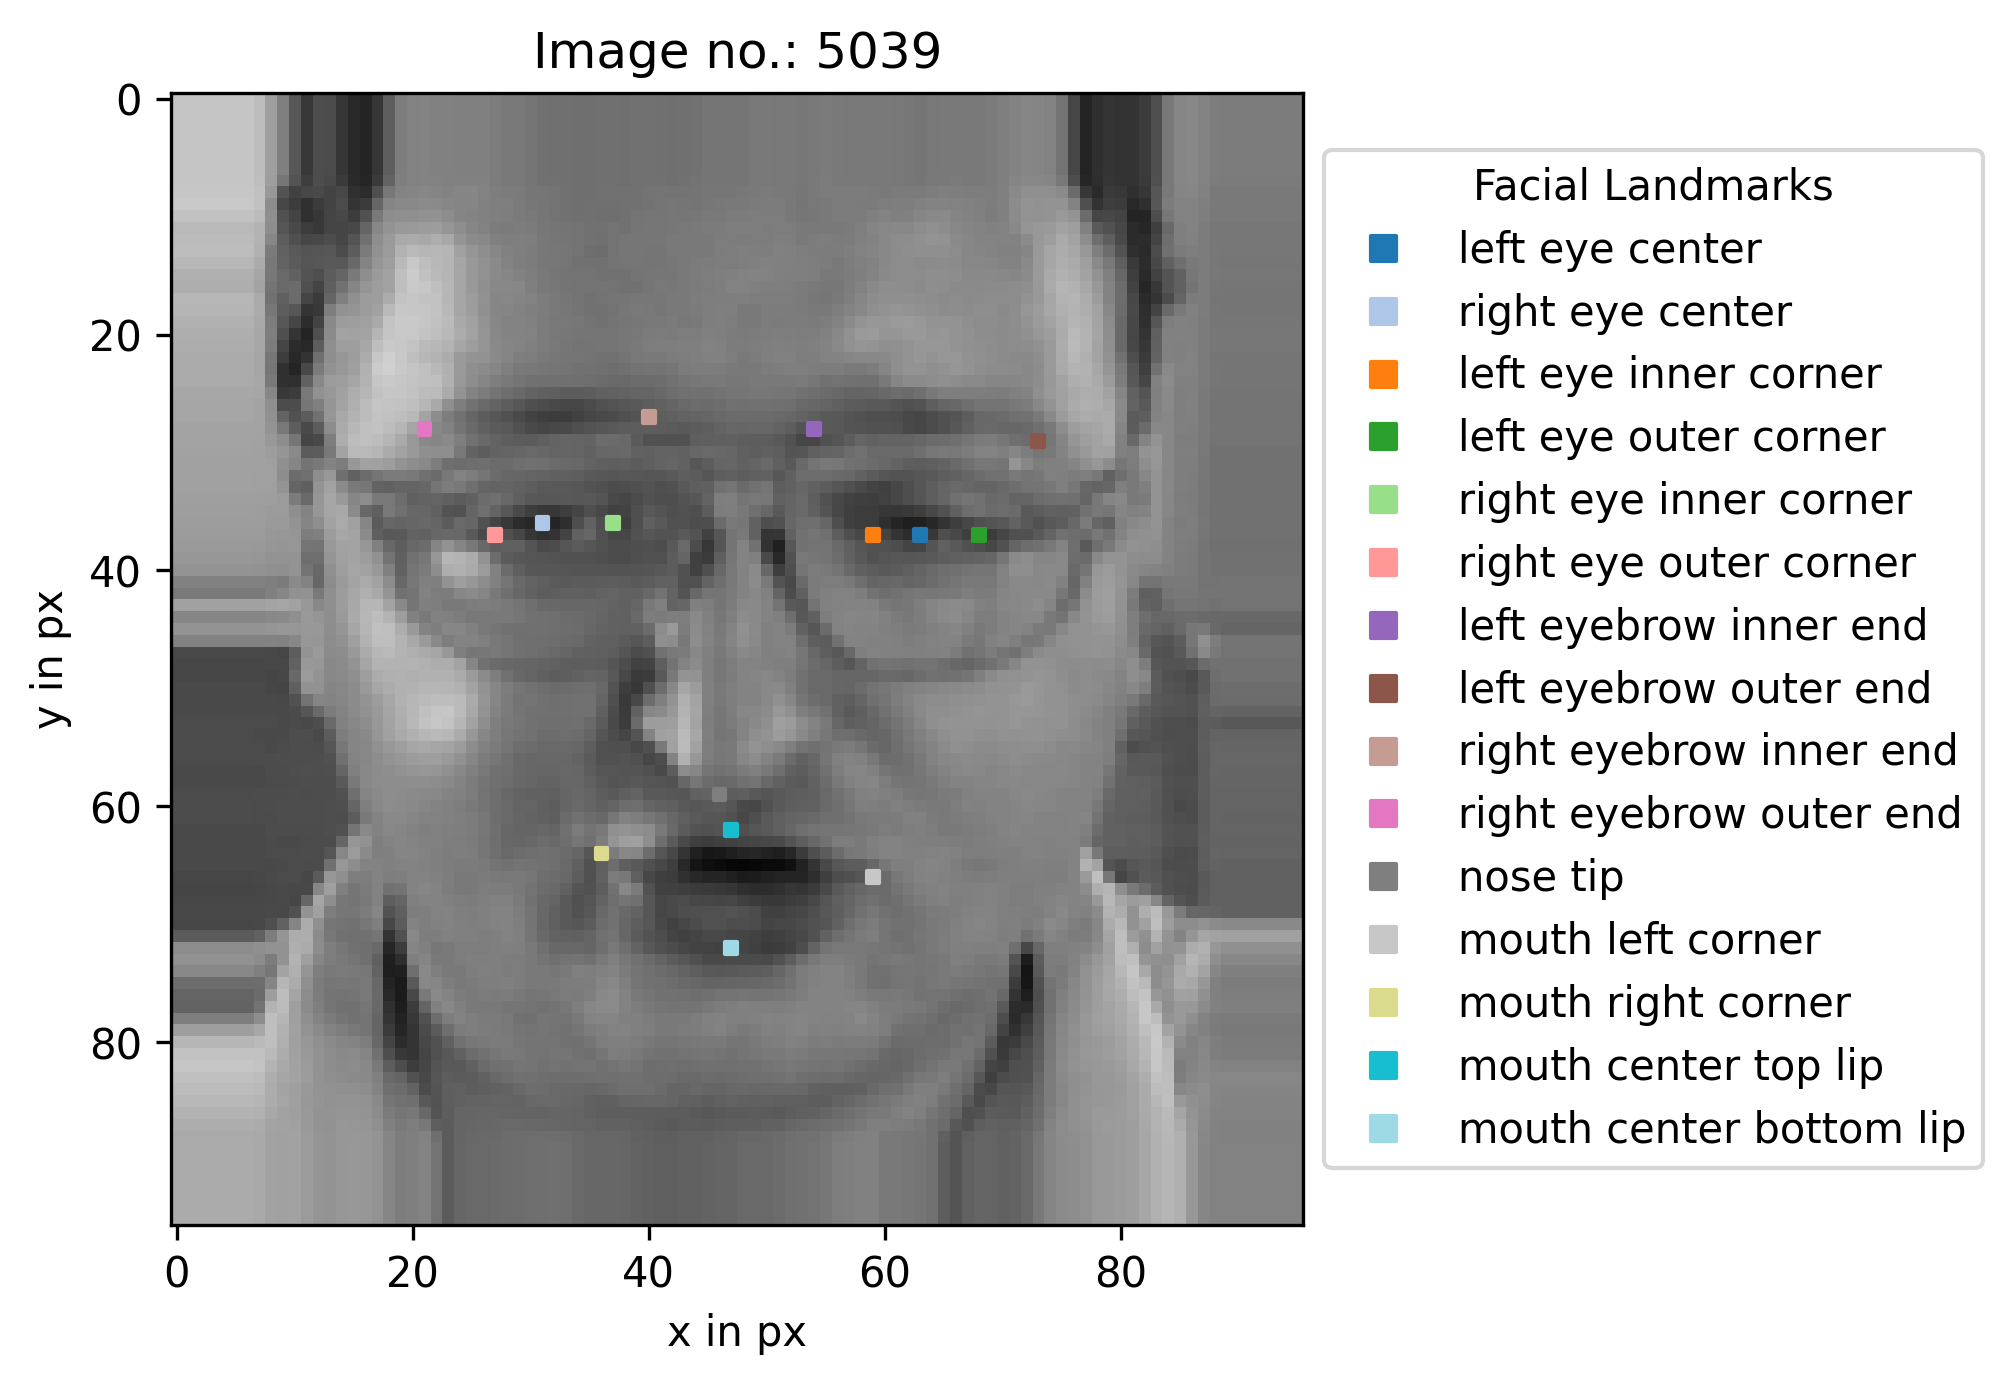 Image no.: 5039
0
20
40
60
80
y in px
0 20 40 60 80
x in px
Facial Landmarks
left eye center
right eye center
left eye inner corner
left eye outer corner
right eye inner corner
right eye outer corner
left eyebrow inner end
left eyebrow outer end
right eyebrow inner end
right eyebrow outer end
nose tip
mouth left corner
mouth right corner
mouth center top lip
mouth center bottom lip